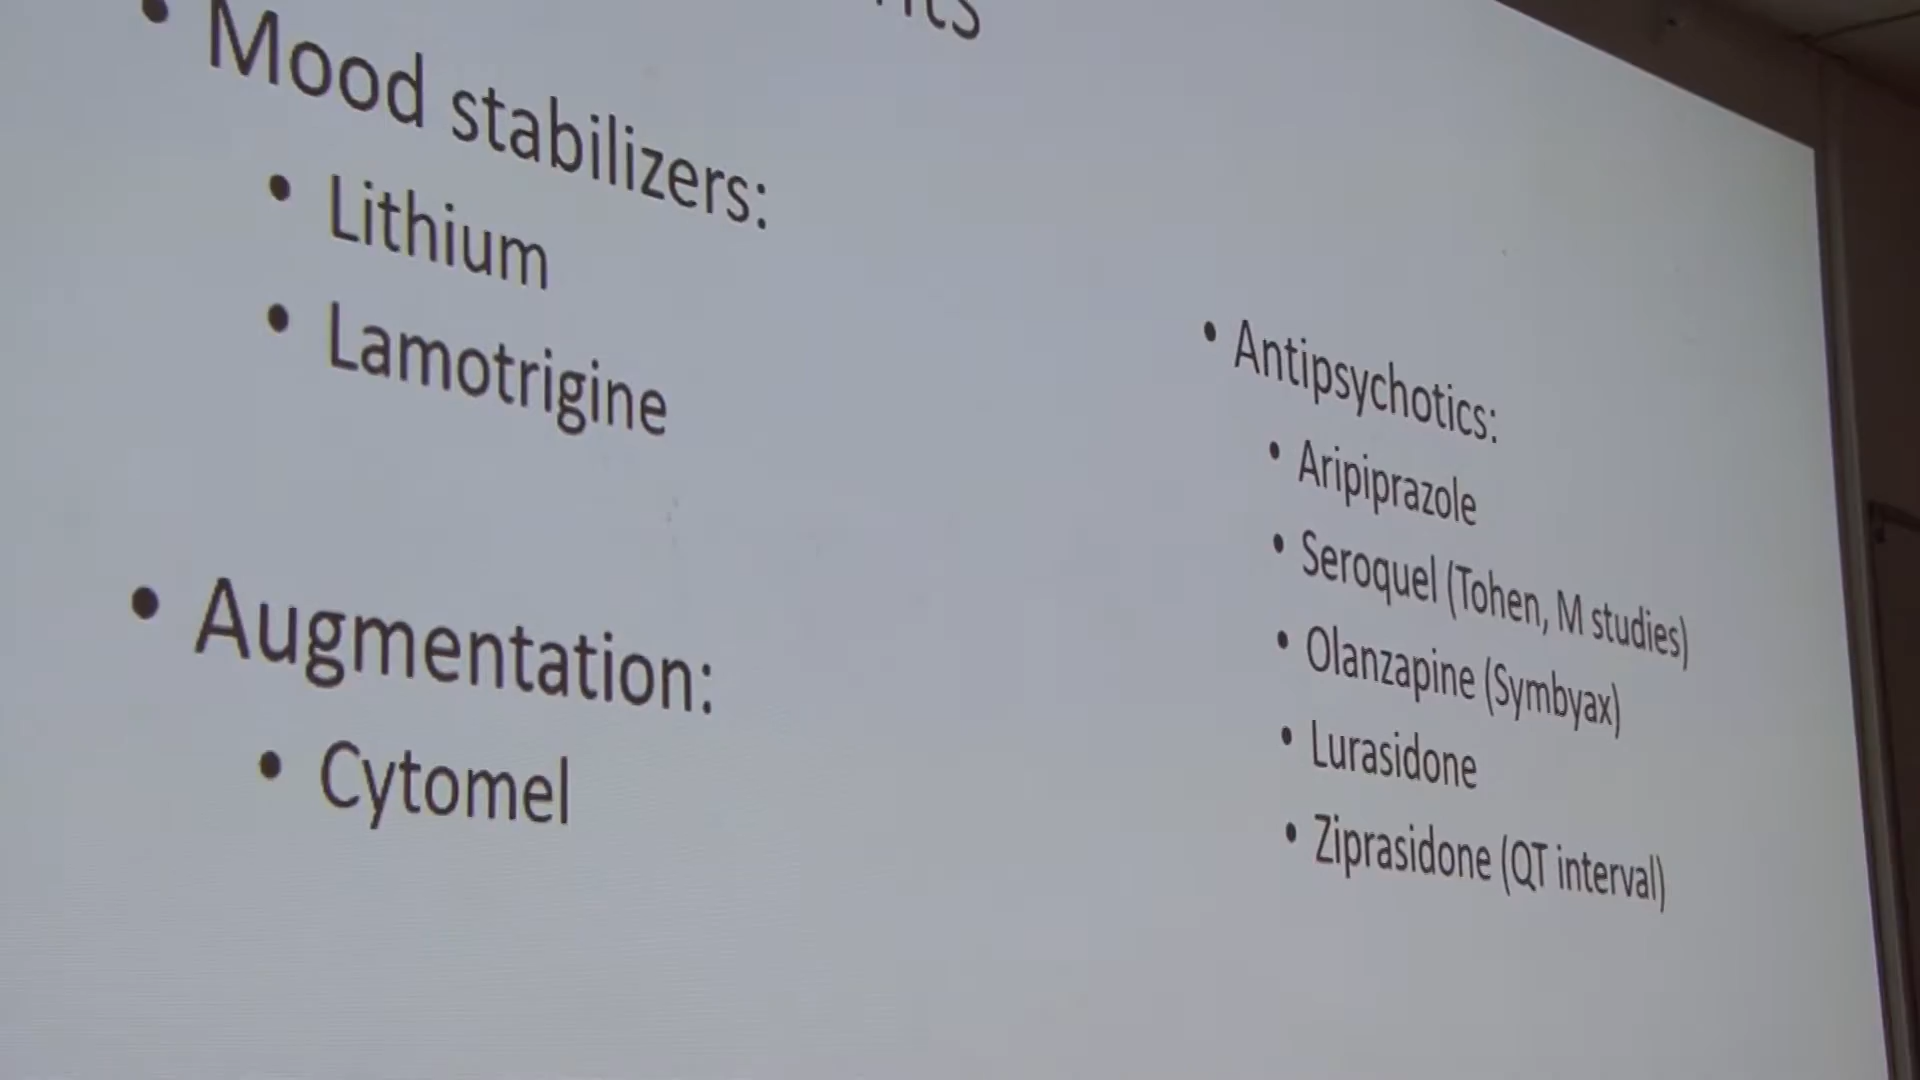 • Mood stabilizers:
• Lithium
• Lamotrigine
• Augmentation:
• Cytomel
• Antipsychotics:
• Aripiprazole
• Seroquel (Tohen, M studies)
• Olanzapine (Symbyax)
• Lurasidone
• Ziprasidone (QT interval)